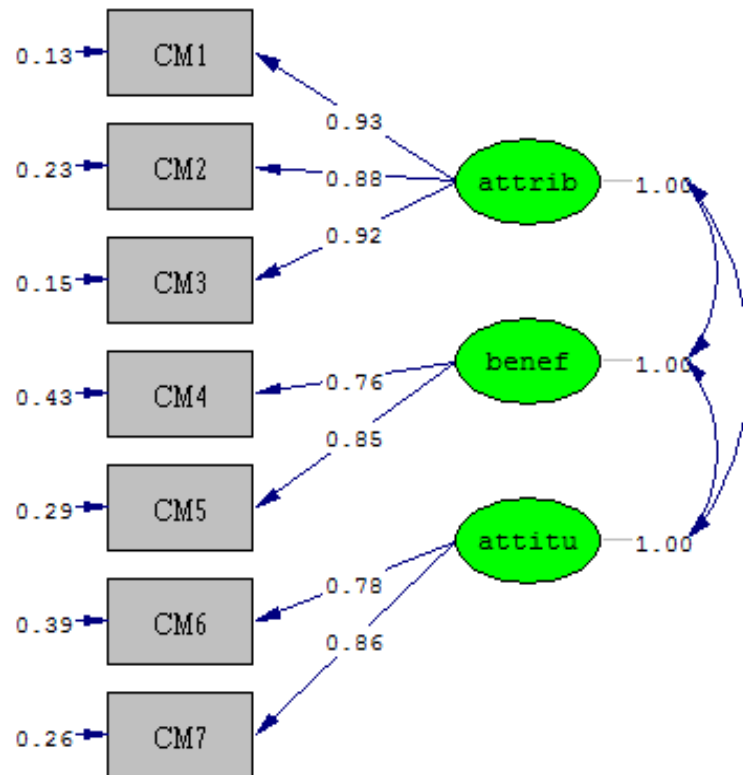 0.13 CM1
0.93
0.23 CM2 0.88 attrib 1.00
0.92
0.15 CM3
0.43 CM4 0.76 benef 1.00
0.85
0.29 CM5
0.39 CM6 0.78 attitu 1.00
0.86
0.26 CM7